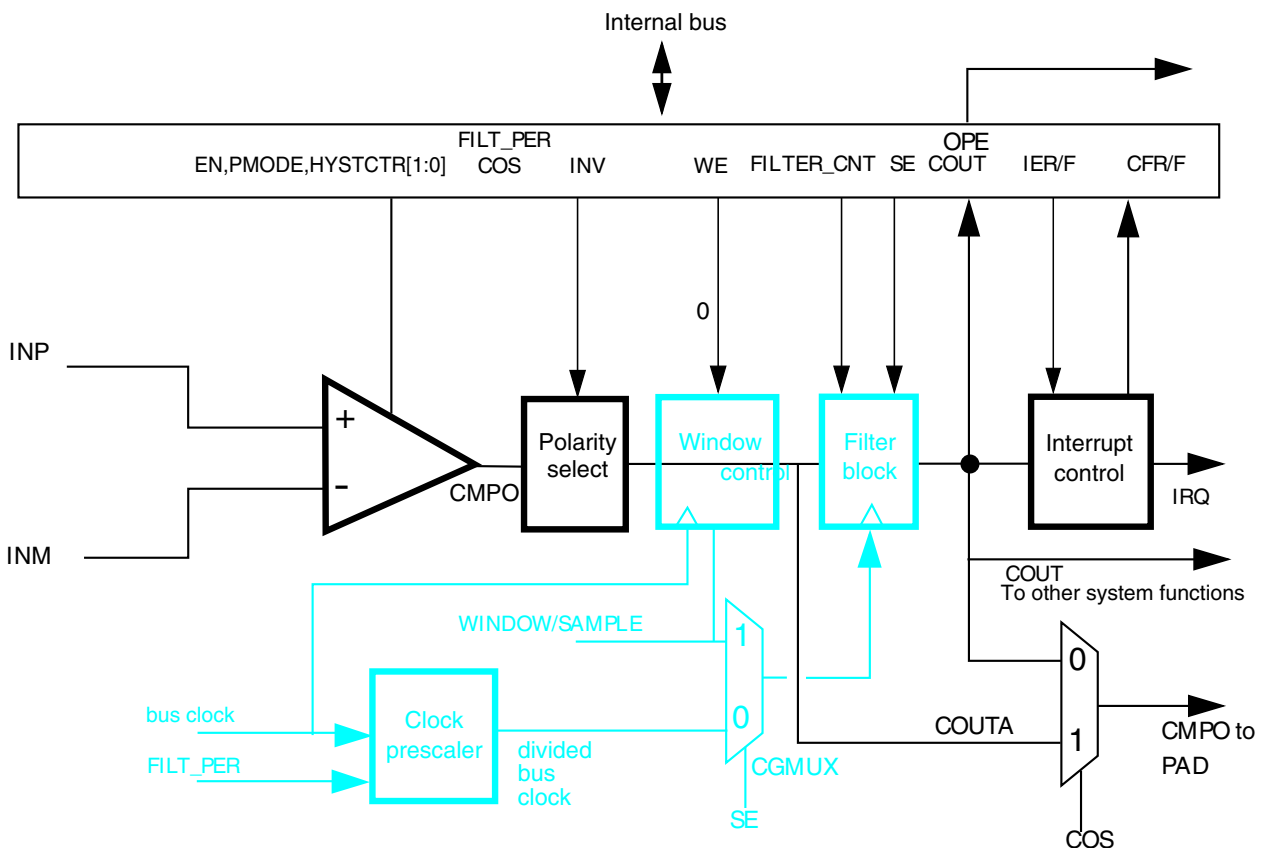 Internal bus
FILT_PER
OPE
EN,PMODE,HYSTCTR[1:0]
COS
INV
WE
FILTER_CNT
SE
COUT
IER/F
CFR/F
0
INP
+
-
INM
CMPO
Polarity
select
Window
control
Filter
block
Interrupt
control
IRQ
COUT
To other system functions
WINDOW/SAMPLE
1
0
bus clock
FILT_PER
Clock
prescaler
divided
bus
clock
CGMUX
SE
COUTA
0
1
CMPO to
PAD
COS